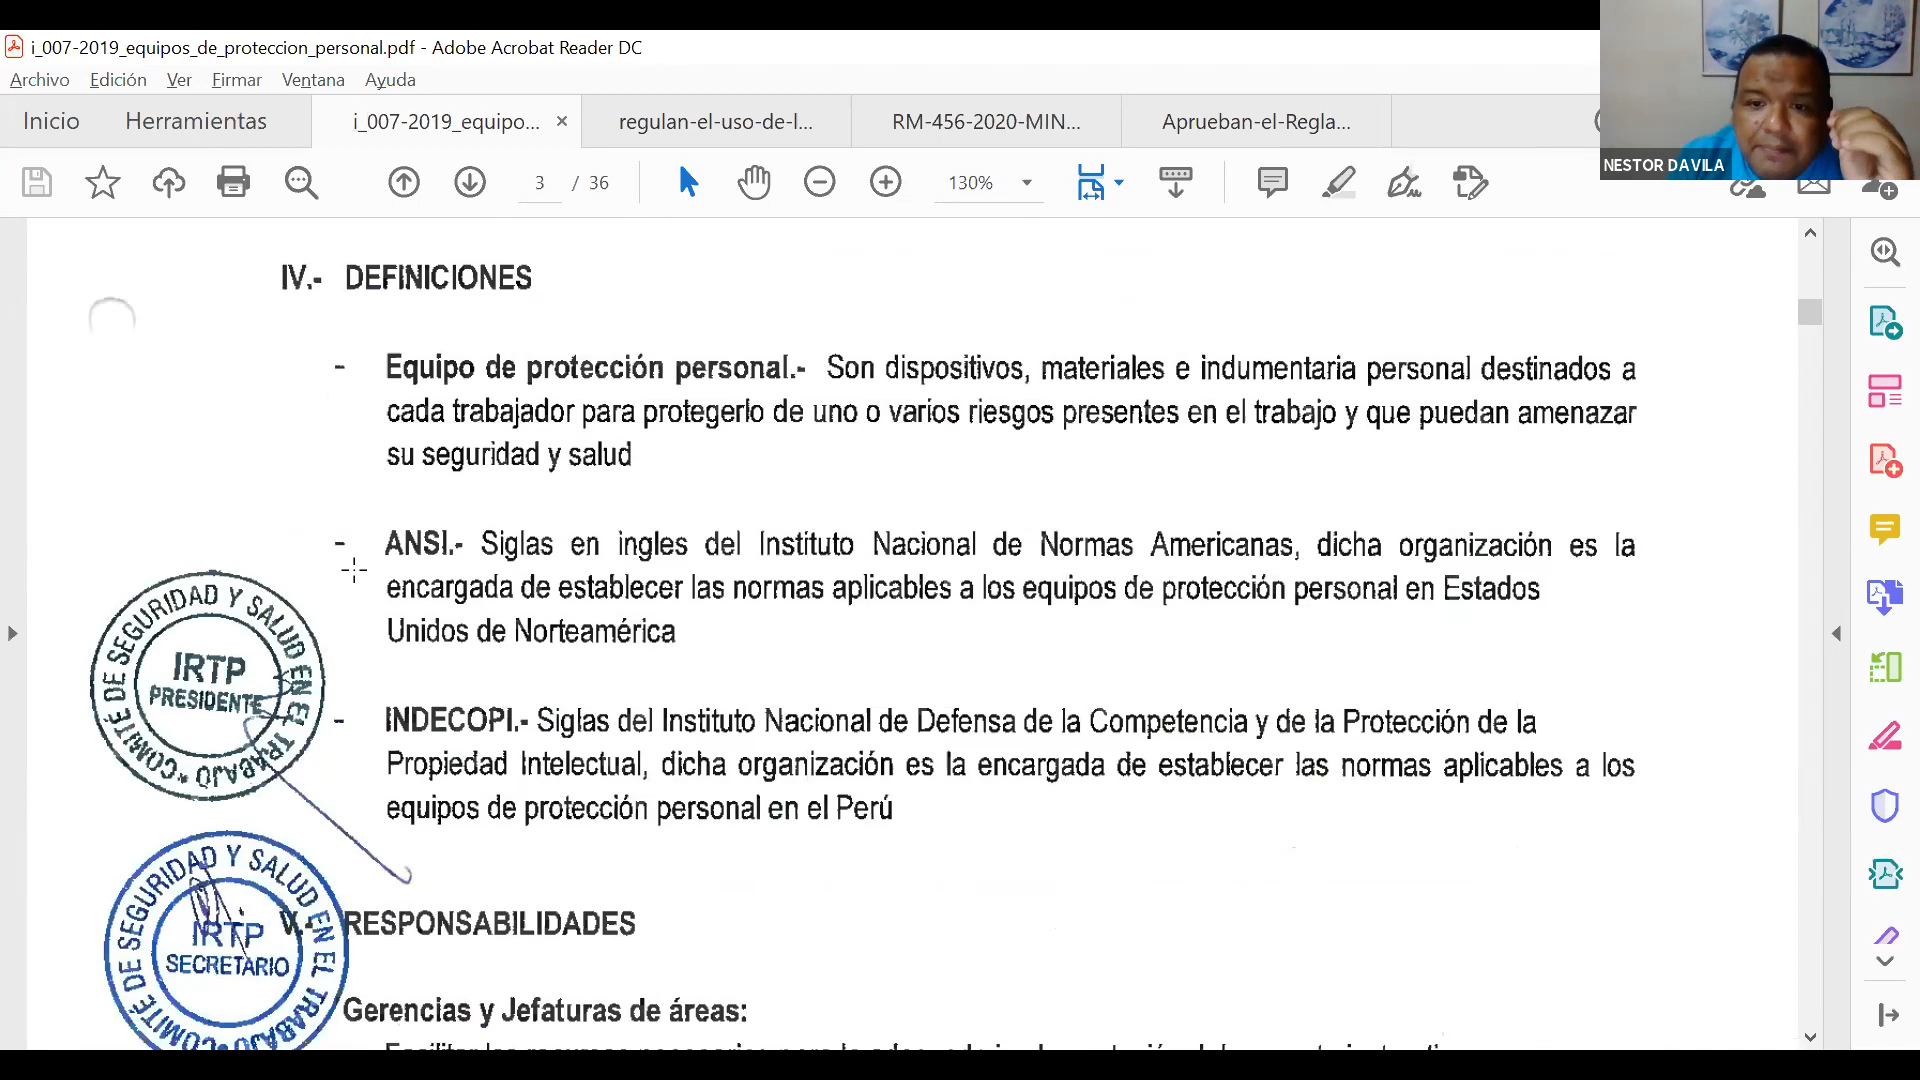 i_007-2019_equipos_de_proteccion_personal.pdf - Adobe Acrobat Reader DC
Archivo Edición Ver Firmar Ventana Ayuda
Inicio Herramientas i_007-2019_equipo... × regulan-el-uso-de-l... RM-456-2020-MIN... Aprueban-el-Regla...
NESTOR DAVILA
3 / 36 130%
IV.- DEFINICIONES
- Equipo de protección personal.- Son dispositivos, materiales e indumentaria personal destinados a
cada trabajador para protegerlo de uno o varios riesgos presentes en el trabajo y que puedan amenazar
su seguridad y salud
- ANSI.- Siglas en ingles del Instituto Nacional de Normas Americanas, dicha organización es la
encargada de establecer las normas aplicables a los equipos de protección personal en Estados
Unidos de Norteamérica
COMITÉ DE SEGURIDAD Y SALUD EN EL TRABAJO
IRTP
PRESIDENTE
- INDECOPI.- Siglas del Instituto Nacional de Defensa de la Competencia y de la Protección de la
Propiedad Intelectual, dicha organización es la encargada de establecer las normas aplicables a los
equipos de protección personal en el Perú
COMITÉ DE SEGURIDAD Y SALUD EN EL TRABAJO
IRTP
SECRETARIO
V.- RESPONSABILIDADES
Gerencias y Jefaturas de áreas: